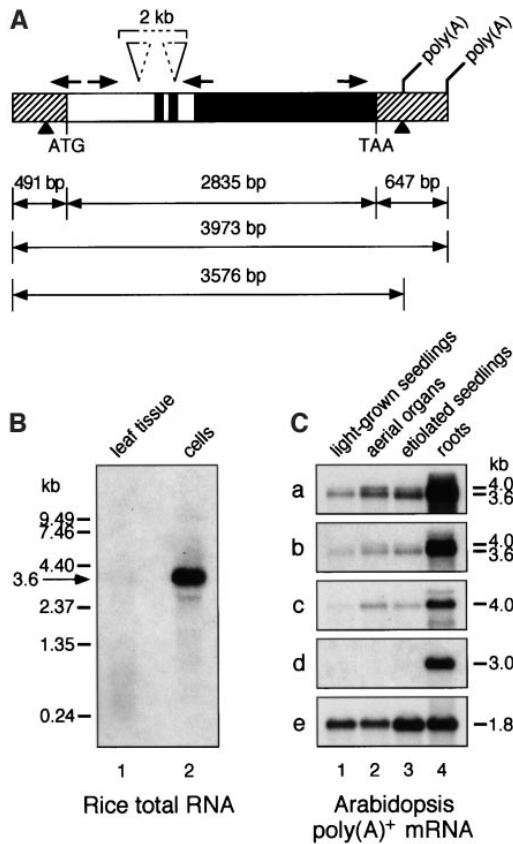 A
2 kb
poly(A)
poly(A)
ATG
TAA
491 bp
2835 bp
647 bp
3973 bp
3576 bp
B
leaf tissue
cells
kb
9.49
7.46
4.40
3.6
2.37
1.35
0.24
1
2
Rice total RNA
C
light-grown seedlings
aerial organs
etiolated seedlings
roots
kb
a
4.0
3.6
b
4.0
3.6
c
4.0
d
3.0
e
1.8
1
2
3
4
Arabidopsis
poly(A)+ mRNA